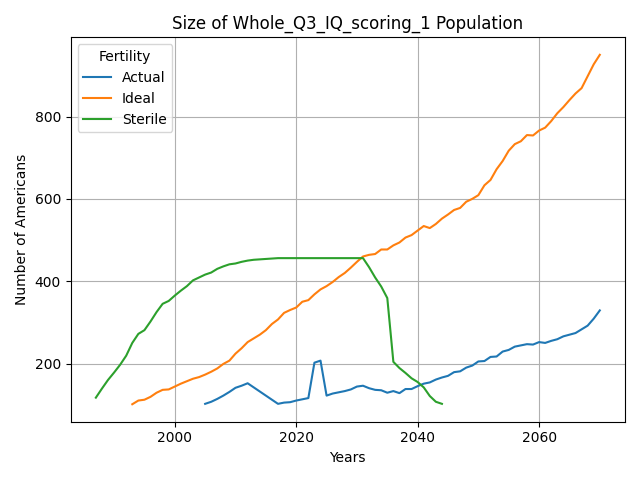 Size of Whole_Q3_IQ_scoring_1 Population
Fertility
Actual
Ideal
Sterile
Number of Americans
800
600
400
200
2000
2020
2040
2060
Years